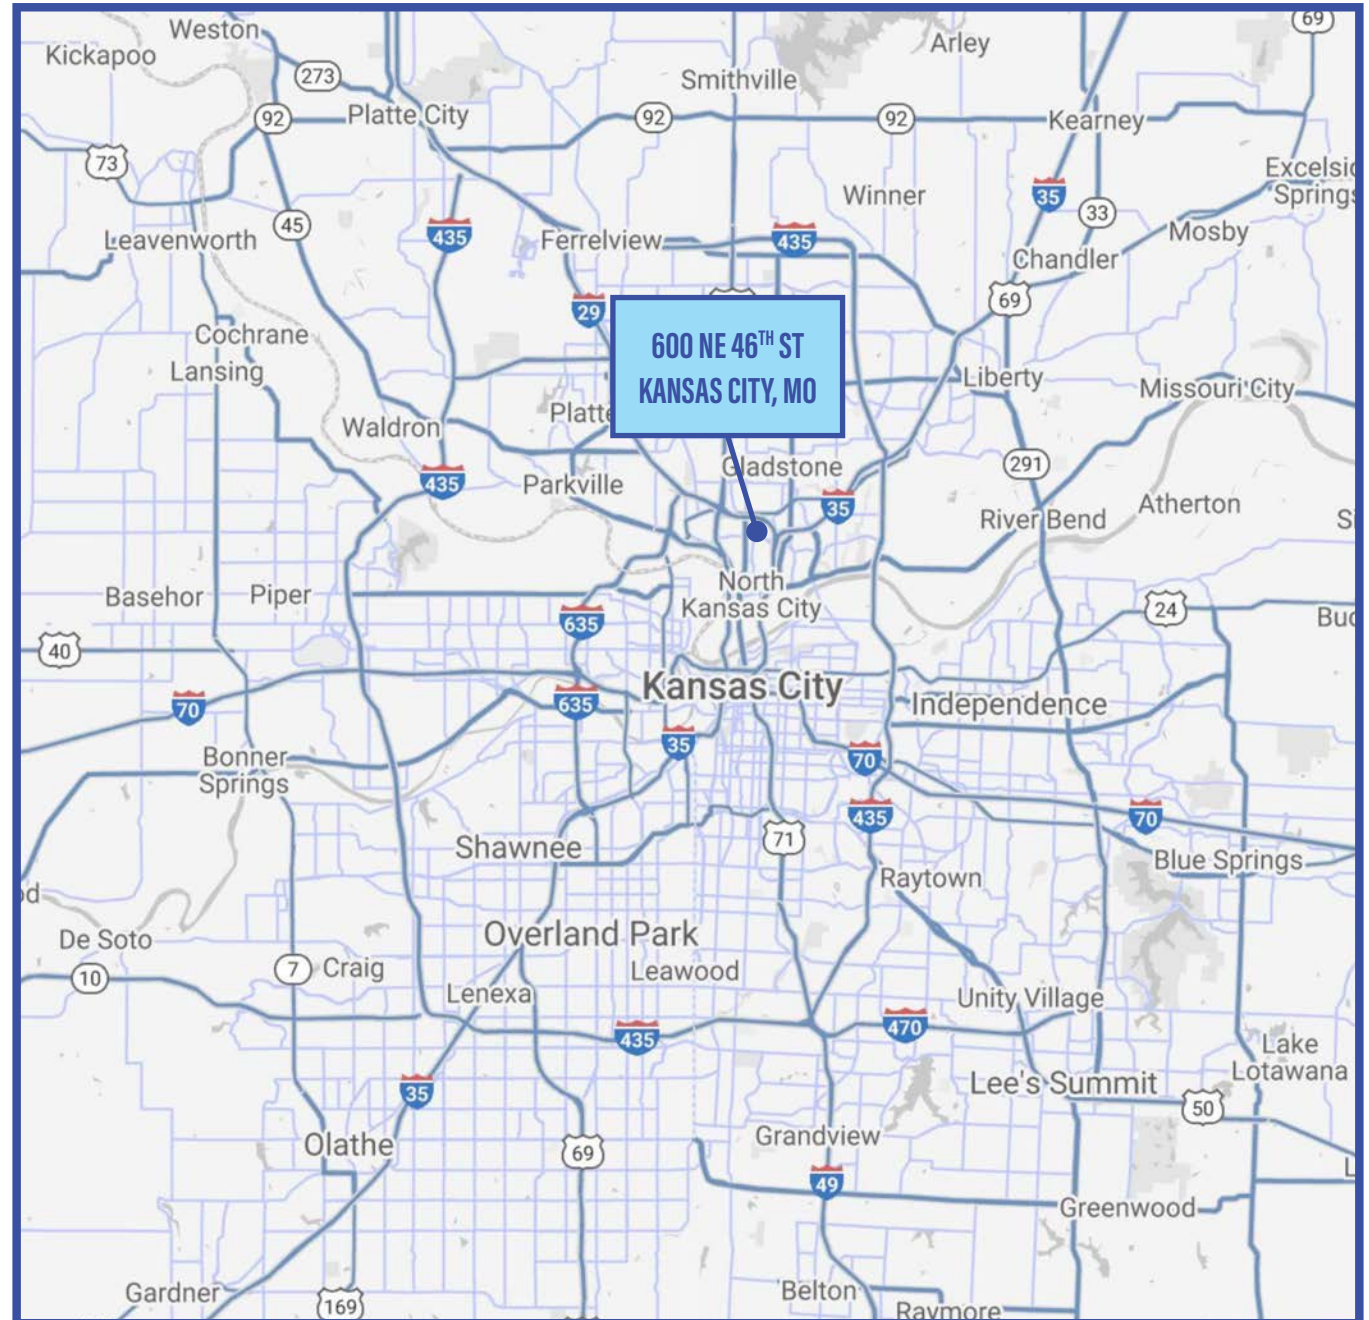 69
Weston
Arley
Kickapoo
273
Smithville
92
Platte City
92
92
Kearney
73
Excelsio
Springs
35
Winner
33
45
435
Leavenworth
Ferrelview
435
Mosby
Chandler
69
29
Cochrane
600 NE 46TH ST
KANSAS CITY, MO
Lansing
Liberty
Missouri City
Platte
Waldron
Gladstone
291
435
Parkville
35
Atherton
River Bend
Si
North
Kansas City
Basehor
Piper
24
Buc
635
40
Kansas City
Independence
70
635
35
Bonner
Springs
70
435
70
71
Shawnee
Blue Springs
Raytown
od
Overland Park
De Soto
Leawood
10
7
Craig
Lenexa
Unity Village
435
470
Lake
Lotawana
35
Lee's Summit
50
Olathe
Grandview
69
L
49
Greenwood
Gardner
Belton
169
Raymore